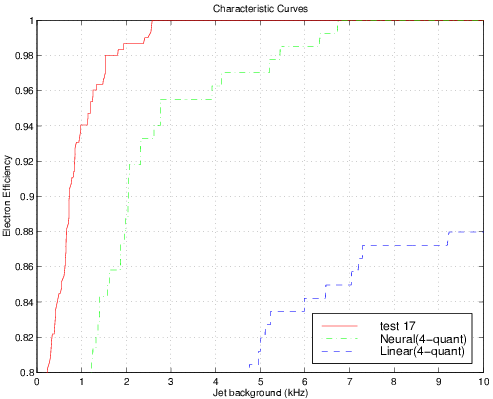 Characteristic Curves
Electron Efficiency
1
0.98
0.96
0.94
0.92
0.9
0.88
0.86
0.84
0.82
0.8
0 1 2 3 4 5 6 7 8 9 10
Jet background (kHz)
test 17
Neural(4-quant)
Linear(4-quant)